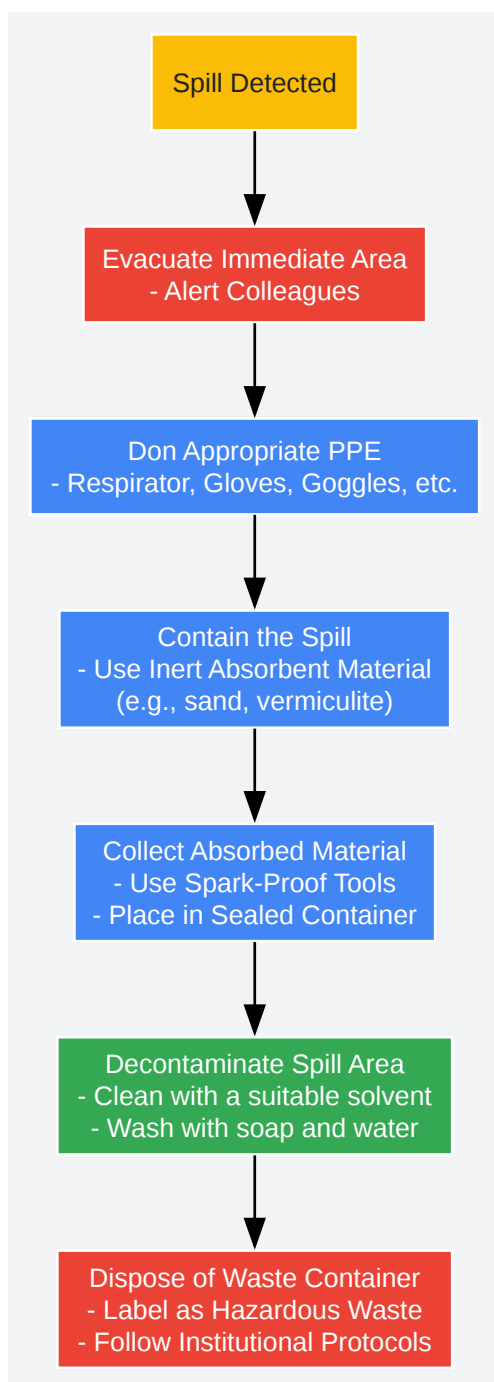 Spill Detected
Evacuate Immediate Area
- Alert Colleagues
Don Appropriate PPE
- Respirator, Gloves, Goggles, etc.
Contain the Spill
- Use Inert Absorbent Material
(e.g., sand, vermiculite)
Collect Absorbed Material
- Use Spark-Proof Tools
- Place in Sealed Container
Decontaminate Spill Area
- Clean with a suitable solvent
- Wash with soap and water
Dispose of Waste Container
- Label as Hazardous Waste
- Follow Institutional Protocols